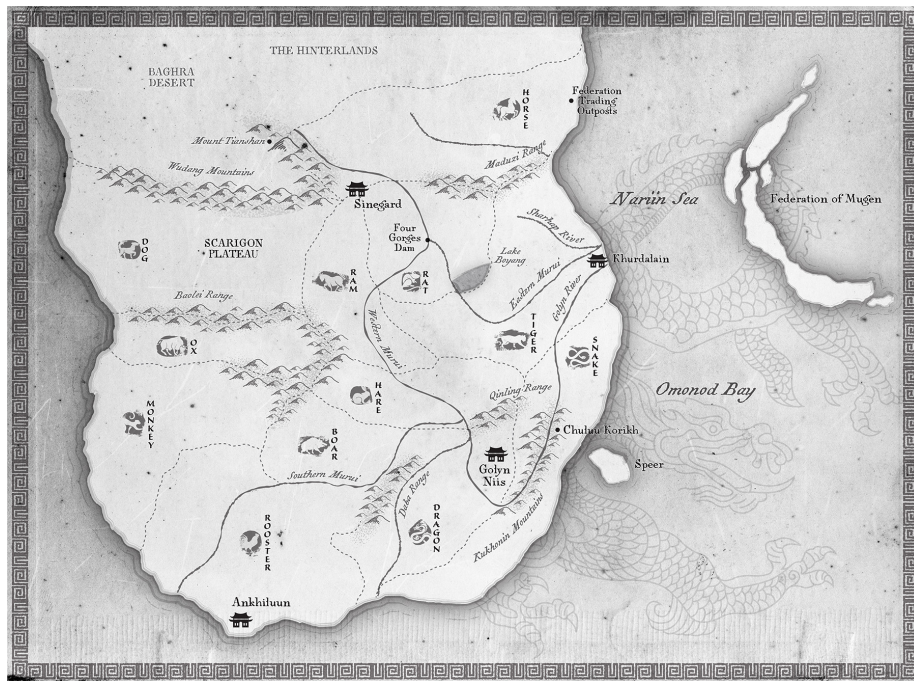 THE HINTERLANDS
BAGHRA
DESERT
HORSE
Federation
Trading
Outposts
Mount Tianshan
Maduzi Range
Wudang Mountains
Sinegard
Nariin Sea
Federation of Mugen
Four
Gorges
Dam
Sharhap River
DOG
SCARIGON
PLATEAU
Lake
Boyang
Khurdalain
RAM
RAT
Eastern Murui
Golyn River
Baolei Range
Western Murui
TIGER
SNAKE
OX
HARE
Qinling Range
Omonod Bay
MONKEY
BOAR
Chuluu Korikh
Golyn
Niis
Speer
Southern Murui
Daba Range
ROOSTER
DRAGON
Kukhonin Mountains
Ankhiluun